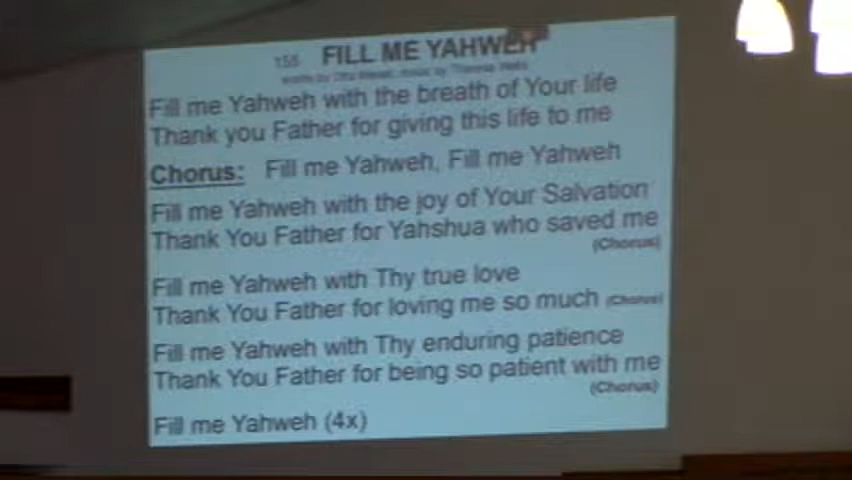 155 FILL ME YAHWEH
words by music by
Fill me Yahweh with the breath of Your life
Thank you Father for giving this life to me
Chorus: Fill me Yahweh, Fill me Yahweh
Fill me Yahweh with the joy of Your Salvation
Thank You Father for Yahshua who saved me
(Chorus)
Fill me Yahweh with Thy true love
Thank You Father for loving me so much (Chorus)
Fill me Yahweh with Thy enduring patience
Thank You Father for being so patient with me
(Chorus)
Fill me Yahweh (4x)